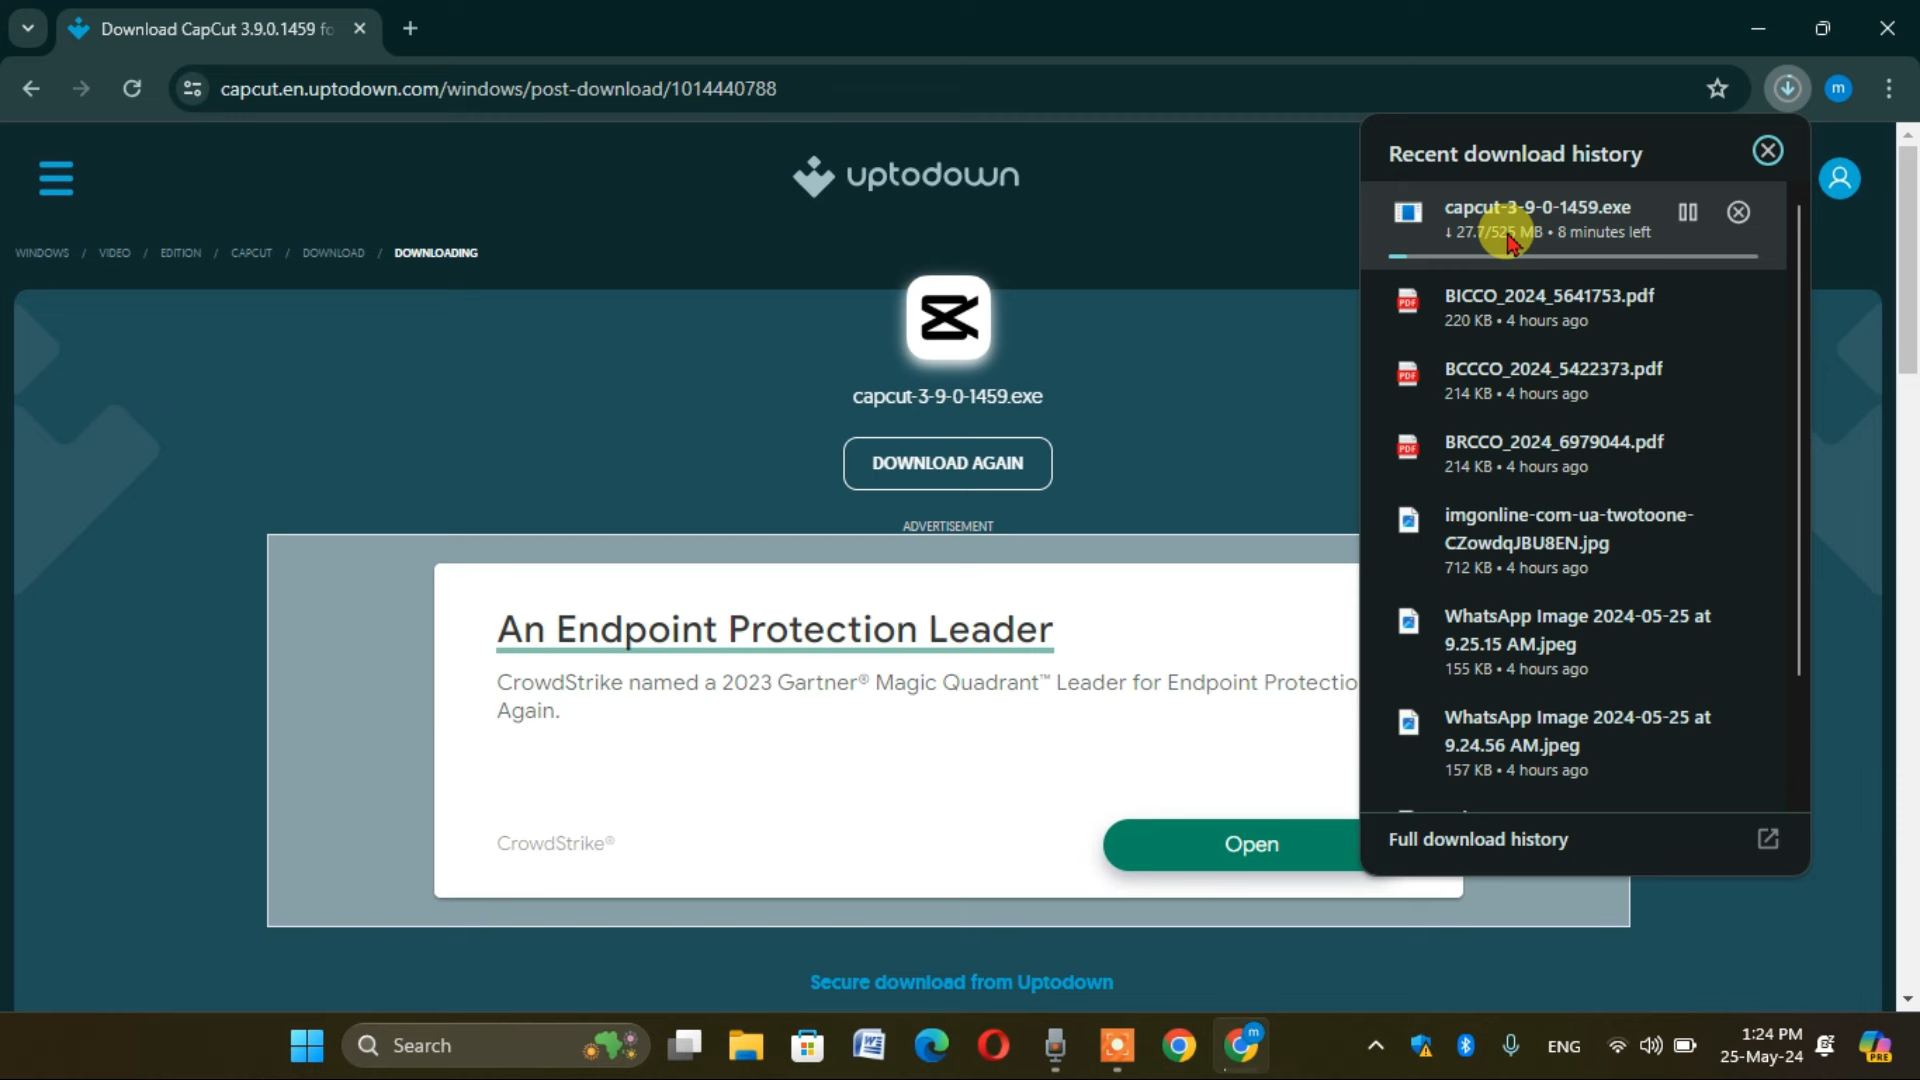 Download CapCut 3.9.0.1459 fo
capcut.en.uptodown.com/windows/post-download/1014440788
m
uptodown
WINDOWS / VIDEO / EDITION / CAPCUT / DOWNLOAD / DOWNLOADING
capcut-3-9-0-1459.exe
DOWNLOAD AGAIN
ADVERTISEMENT
An Endpoint Protection Leader
CrowdStrike named a 2023 Gartner® Magic Quadrant™ Leader for Endpoint Protectio
Again.
CrowdStrike®
Open
Secure download from Uptodown
Recent download history
capcut-3-9-0-1459.exe
↓ 27.7/525 MB • 8 minutes left
PDF
BICCO_2024_5641753.pdf
220 KB • 4 hours ago
PDF
BCCCO_2024_5422373.pdf
214 KB • 4 hours ago
PDF
BRCCO_2024_6979044.pdf
214 KB • 4 hours ago
imgonline-com-ua-twotoone-
CZowdqJBU8EN.jpg
712 KB • 4 hours ago
WhatsApp Image 2024-05-25 at
9.25.15 AM.jpeg
155 KB • 4 hours ago
WhatsApp Image 2024-05-25 at
9.24.56 AM.jpeg
157 KB • 4 hours ago
Full download history
Search
m
ENG
1:24 PM
25-May-24
PRE